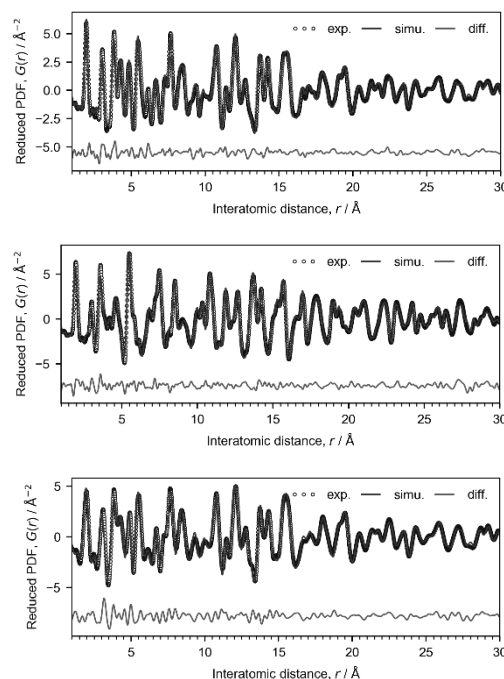 exp. simu. diff.
Reduced PDF, G(r) / Å⁻²
5.0
2.5
0.0
−2.5
−5.0
5 10 15 20 25 30
Interatomic distance, r / Å
exp. simu. diff.
Reduced PDF, G(r) / Å⁻²
5
0
−5
5 10 15 20 25 30
Interatomic distance, r / Å
exp. simu. diff.
Reduced PDF, G(r) / Å⁻²
5
0
−5
5 10 15 20 25 30
Interatomic distance, r / Å